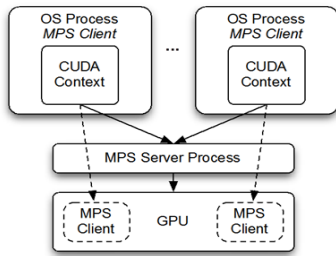 OS Process
MPS Client
CUDA
Context
...
OS Process
MPS Client
CUDA
Context
MPS Server Process
MPS
Client
GPU
MPS
Client